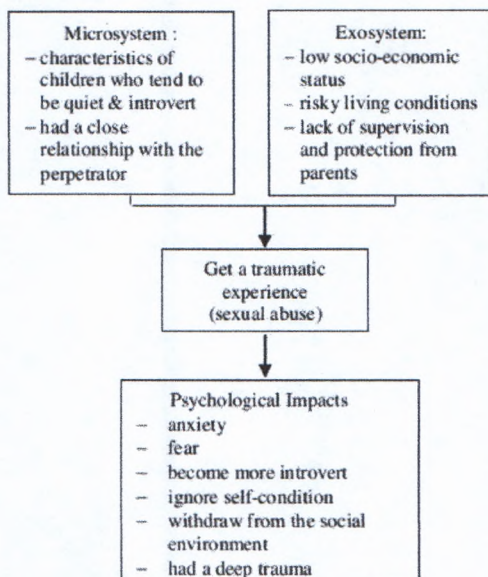 Microsystem :
– characteristics of
children who tend to
be quiet & introvert
– had a close
relationship with the
perpetrator
Exosystem:
– low socio-economic
status
– risky living conditions
– lack of supervision
and protection from
parents
Get a traumatic
experience
(sexual abuse)
Psychological Impacts
– anxiety
– fear
– become more introvert
– ignore self-condition
– withdraw from the social
environment
– had a deep trauma